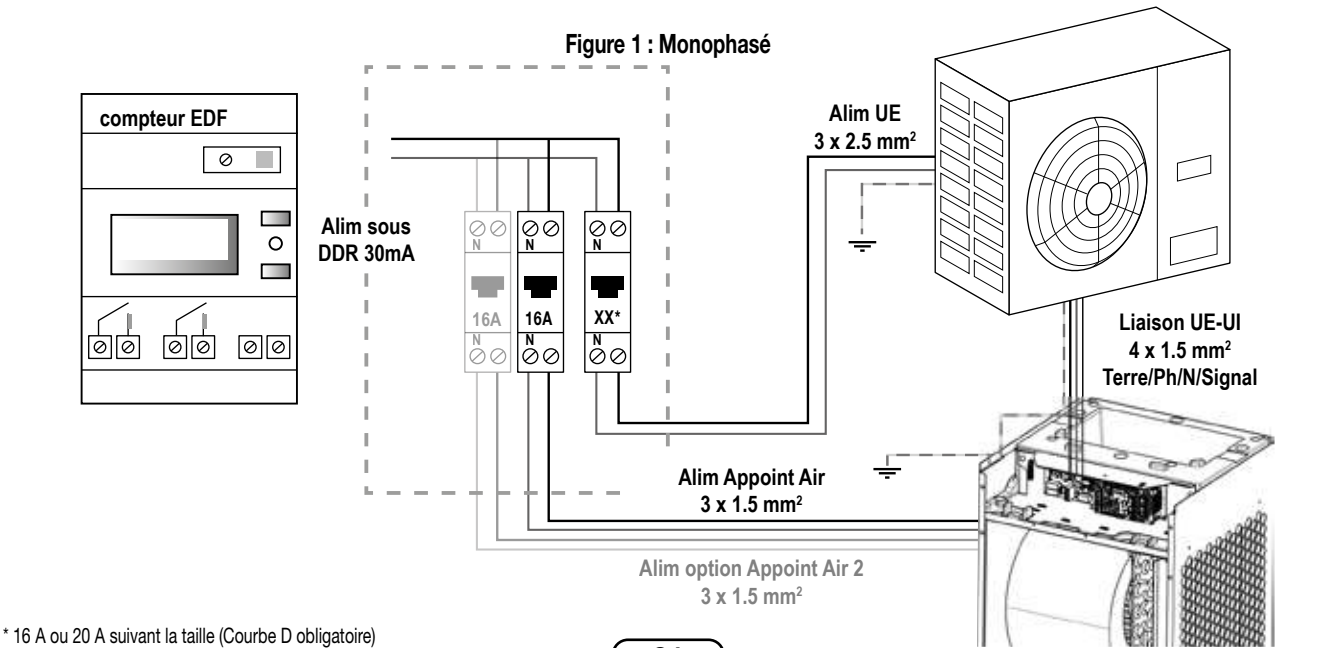 Figure 1 : Monophasé
compteur EDF
Alim UE
3 x 2.5 mm²
Alim sous
DDR 30mA
N
N
N
16A
16A
XX*
N
N
N
Liaison UE-UI
4 x 1.5 mm²
Terre/Ph/N/Signal
Alim Appoint Air
3 x 1.5 mm²
Alim option Appoint Air 2
3 x 1.5 mm²
* 16 A ou 20 A suivant la taille (Courbe D obligatoire)